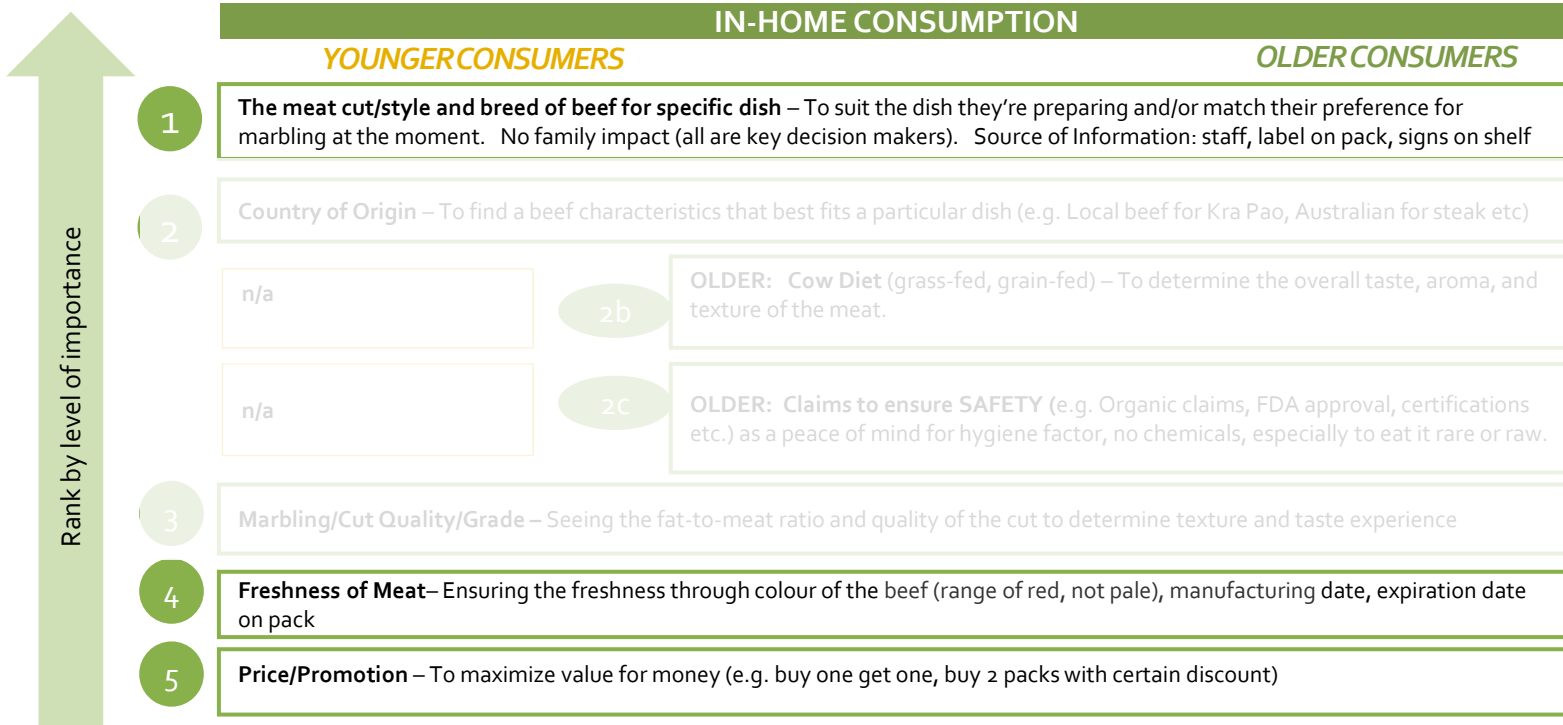 IN-HOME CONSUMPTION
YOUNGER CONSUMERS
OLDER CONSUMERS
Rank by level of importance
1
The meat cut/style and breed of beef for specific dish – To suit the dish they're preparing and/or match their preference for
marbling at the moment. No family impact (all are key decision makers). Source of Information: staff, label on pack, signs on shelf
2
Country of Origin – To find a beef characteristics that best fits a particular dish (e.g. Local beef for Kra Pao, Australian for steak etc)
n/a
2b
OLDER: Cow Diet (grass-fed, grain-fed) – To determine the overall taste, aroma, and
texture of the meat.
n/a
2c
OLDER: Claims to ensure SAFETY (e.g. Organic claims, FDA approval, certifications
etc.) as a peace of mind for hygiene factor, no chemicals, especially to eat it rare or raw.
3
Marbling/Cut Quality/Grade – Seeing the fat-to-meat ratio and quality of the cut to determine texture and taste experience
4
Freshness of Meat– Ensuring the freshness through colour of the beef (range of red, not pale), manufacturing date, expiration date
on pack
5
Price/Promotion – To maximize value for money (e.g. buy one get one, buy 2 packs with certain discount)